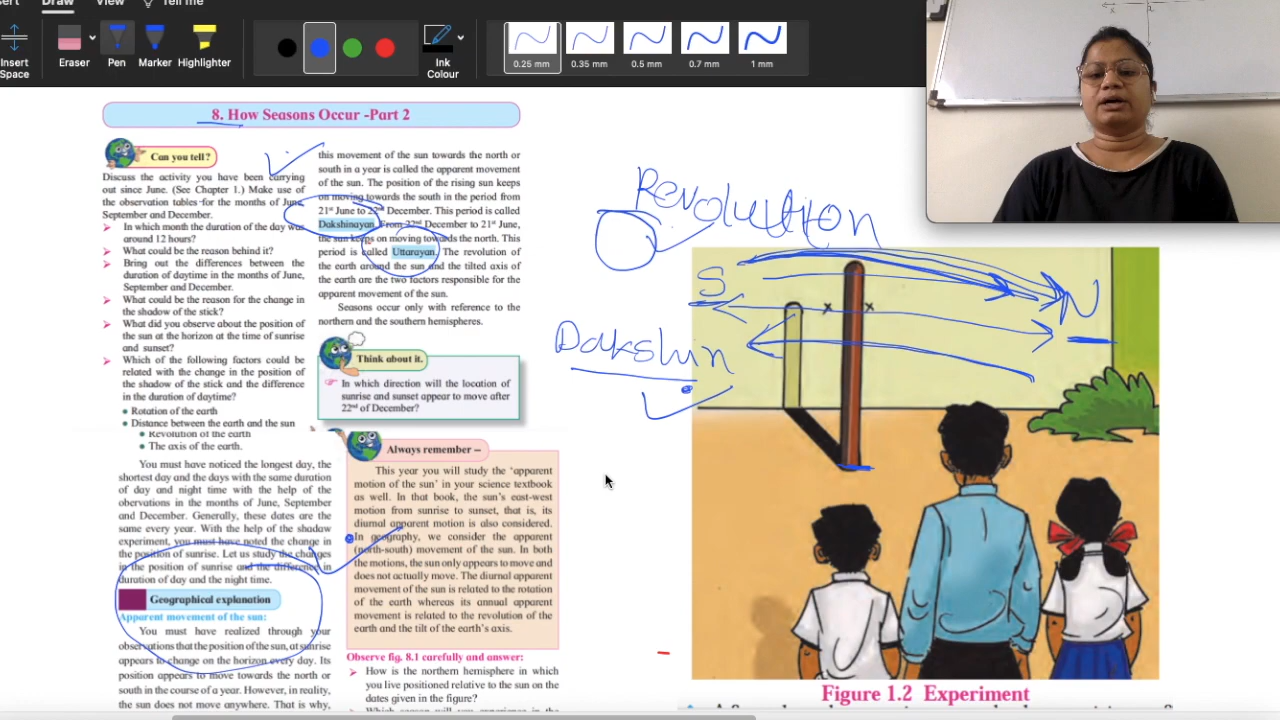 sert
Draw
View
Tell me
Insert
Space
Eraser
Pen
Marker
Highlighter
Ink
Colour
0.25 mm
0.35 mm
0.5 mm
0.7 mm
1 mm
8. How Seasons Occur -Part 2
Can you tell?
Discuss the activity you have been carrying
out since June. (See Chapter 1.) Make use of
the observation tables for the months of June,
September and December.
In which month the duration of the day was
around 12 hours?
What could be the reason behind it?
Bring out the differences between the
duration of daytime in the months of June,
September and December.
What could be the reason for the change in
the shadow of the stick?
What did you observe about the position of
the sun at the horizon at the time of sunrise
and sunset?
Which of the following factors could be
related with the change in the position of
the shadow of the stick and the difference
in the duration of daytime?
• Rotation of the earth
• Distance between the earth and the sun
• Revolution of the earth
• The axis of the earth.
You must have noticed the longest day, the
shortest day and the days with the same duration
of day and night time with the help of the
obervations in the months of June, September
and December. Generally, these dates are the
same every year. With the help of the shadaw
experiment, you must have noted the change in
the position of sunrise. Let us study the changes
in the position of sunrise and the difference in
duration of day and the night time.
Geographical explanation
Apparent movement of the sun:
You must have realized through your
observations that the position of the sun, at sunrise
appears to change on the horizon every day. Its
position appears to move towards the north or
south in the course of a year. However, in reality,
the sun does not move anywhere. That is why,
this movement of the sun towards the north or
south in a year is called the apparent movement
of the sun. The position of the rising sun keeps
on moving towards the south in the period from
21st June to 22nd December. This period is called
Dakshinayan. From 22nd December to 21st June,
the sun keeps on moving towards the north. This
period is called Uttarayan. The revolution of
the earth around the sun and the tilted axis of
the earth are the two factors responsible for the
apparent movement of the sun.
Seasons occur only with reference to the
northern and the southern hemispheres.
Think about it.
In which direction will the location of
sunrise and sunset appear to move after
22nd of December?
Always remember –
This year you will study the ‘apparent
motion of the sun’ in your science textbook
as well. In that book, the sun’s east-west
motion from sunrise to sunset, that is, its
diurnal apparent motion is also considered.
In geography, we consider the apparent
(north-south) movement of the sun. In both
the motions, the sun only appears to move and
does not actually move. The diurnal apparent
movement of the sun is related to the rotation
of the earth whereas its annual apparent
movement is related to the revolution of the
earth and the tilt of the earth’s axis.
Observe fig. 8.1 carefully and answer:
How is the northern hemisphere in which
you live positioned relative to the sun on the
dates given in the figure?
Revolution
S
N
x
x
Dakshin
Figure 1.2 Experiment